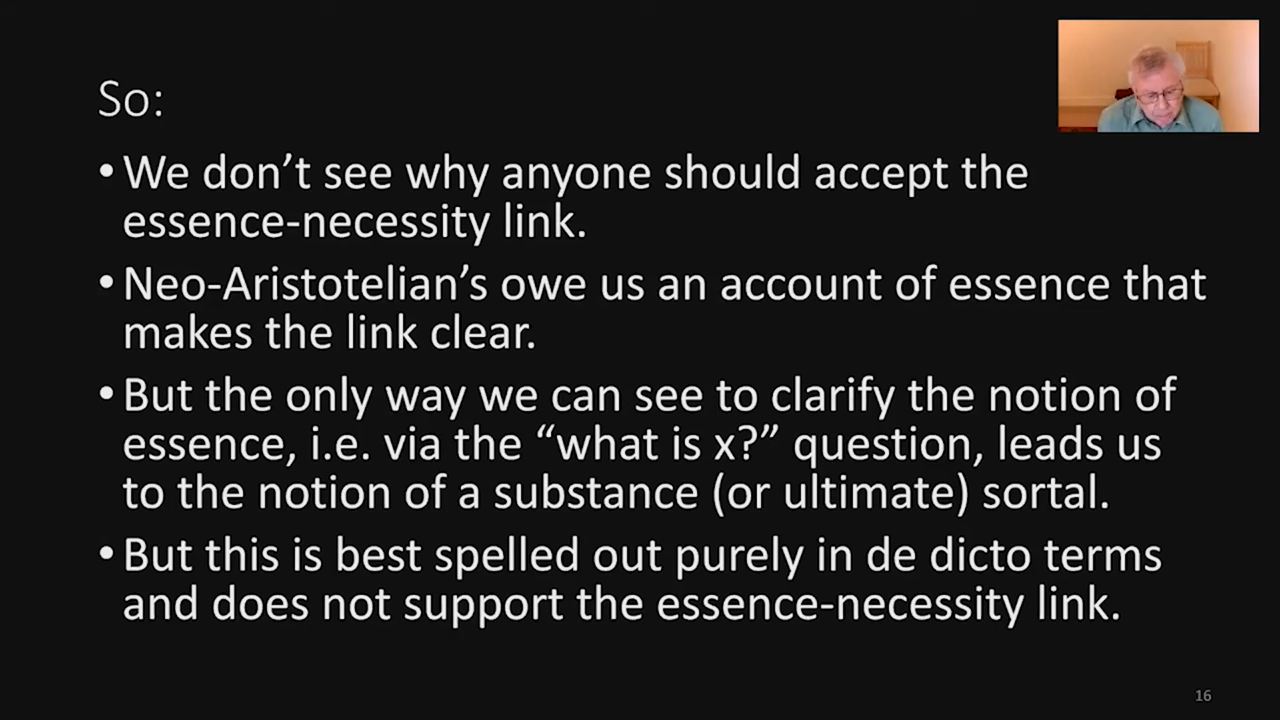 So:
• We don’t see why anyone should accept the
essence-necessity link.
• Neo-Aristotelian’s owe us an account of essence that
makes the link clear.
• But the only way we can see to clarify the notion of
essence, i.e. via the “what is x?” question, leads us
to the notion of a substance (or ultimate) sortal.
• But this is best spelled out purely in de dicto terms
and does not support the essence-necessity link.
16